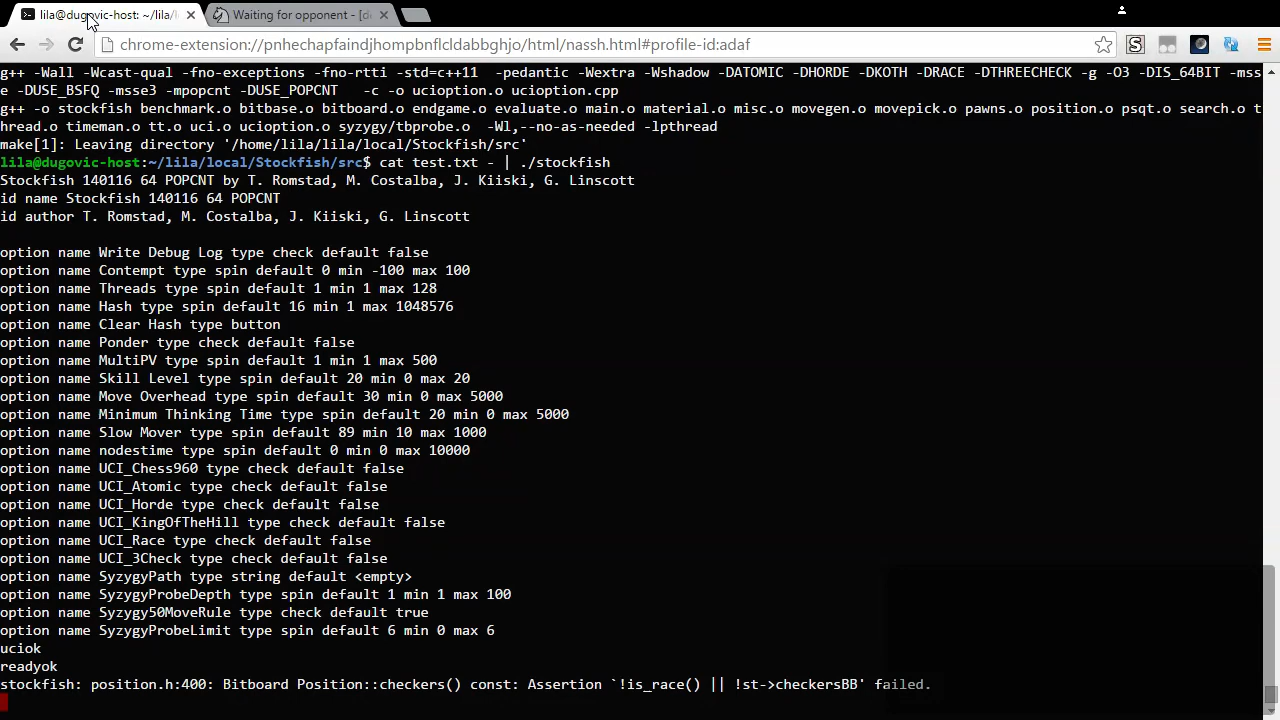 lila@dugovic-host: ~/lila/l
Waiting for opponent - [de
chrome-extension://pnhechapfaindjhompbnflcldabbghjo/html/nassh.html#profile-id:adaf
g++ -Wall -Wcast-qual -fno-exceptions -fno-rtti -std=c++11  -pedantic -Wextra -Wshadow -DATOMIC -DHORDE -DKOTH -DRACE -DTHREECHECK -g -O3 -DIS_64BIT -mss
e -DUSE_BSFQ -msse3 -mpopcnt -DUSE_POPCNT   -c -o ucioption.o ucioption.cpp
g++ -o stockfish benchmark.o bitbase.o bitboard.o endgame.o evaluate.o main.o material.o misc.o movegen.o movepick.o pawns.o position.o psqt.o search.o t
hread.o timeman.o tt.o uci.o ucioption.o syzygy/tbprobe.o  -Wl,--no-as-needed -lpthread
make[1]: Leaving directory '/home/lila/lila/local/Stockfish/src'
lila@dugovic-host:~/lila/local/Stockfish/src$ cat test.txt - | ./stockfish
Stockfish 140116 64 POPCNT by T. Romstad, M. Costalba, J. Kiiski, G. Linscott
id name Stockfish 140116 64 POPCNT
id author T. Romstad, M. Costalba, J. Kiiski, G. Linscott
option name Write Debug Log type check default false
option name Contempt type spin default 0 min -100 max 100
option name Threads type spin default 1 min 1 max 128
option name Hash type spin default 16 min 1 max 1048576
option name Clear Hash type button
option name Ponder type check default false
option name MultiPV type spin default 1 min 1 max 500
option name Skill Level type spin default 20 min 0 max 20
option name Move Overhead type spin default 30 min 0 max 5000
option name Minimum Thinking Time type spin default 20 min 0 max 5000
option name Slow Mover type spin default 89 min 10 max 1000
option name nodestime type spin default 0 min 0 max 10000
option name UCI_Chess960 type check default false
option name UCI_Atomic type check default false
option name UCI_Horde type check default false
option name UCI_KingOfTheHill type check default false
option name UCI_Race type check default false
option name UCI_3Check type check default false
option name SyzygyPath type string default <empty>
option name SyzygyProbeDepth type spin default 1 min 1 max 100
option name Syzygy50MoveRule type check default true
option name SyzygyProbeLimit type spin default 6 min 0 max 6
uciok
readyok
stockfish: position.h:400: Bitboard Position::checkers() const: Assertion `!is_race() || !st->checkersBB' failed.